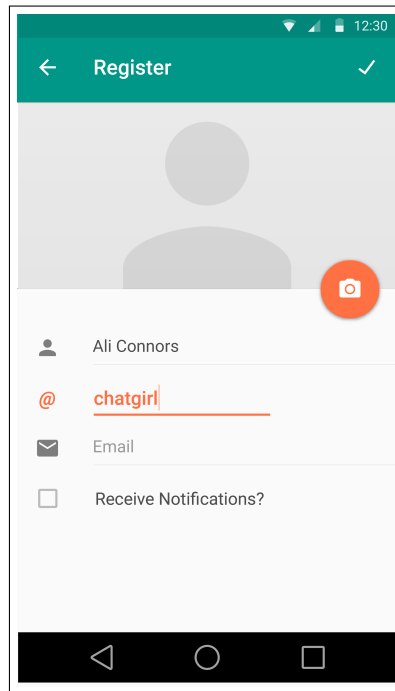 12:30
Register
Ali Connors
@ chatgirl
Email
Receive Notifications?